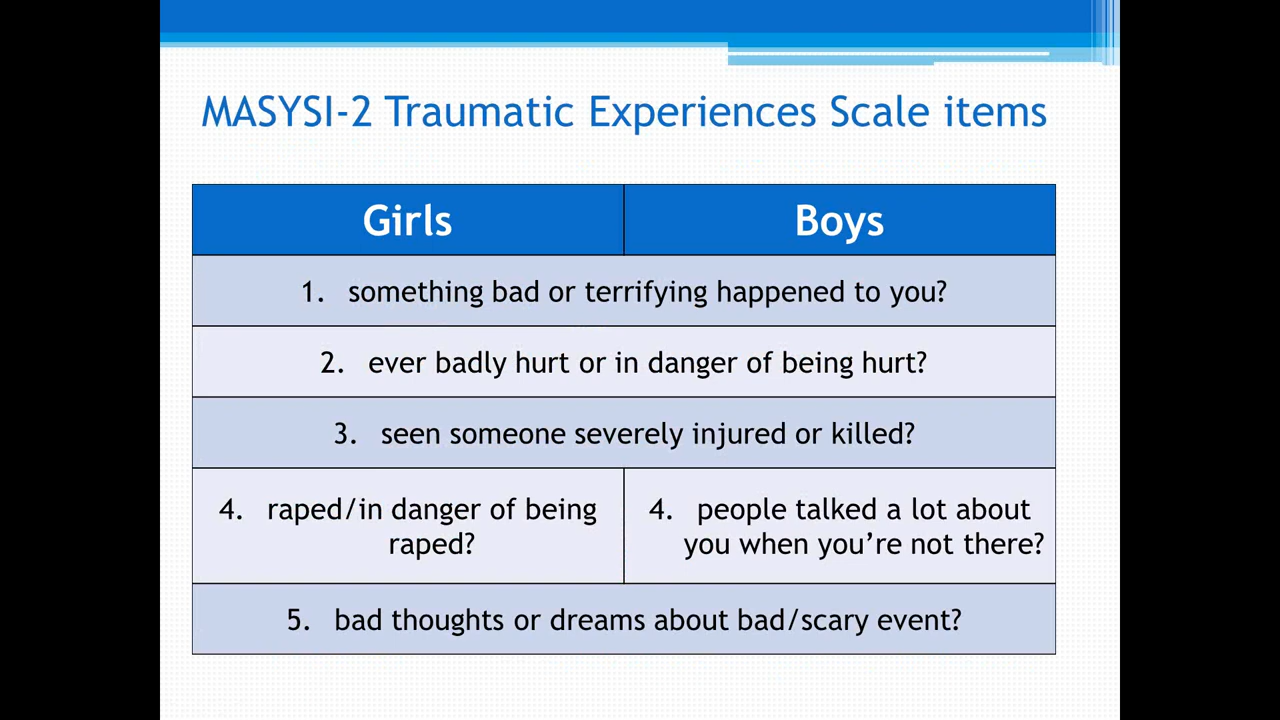 MASYSI-2 Traumatic Experiences Scale items
Girls
Boys
1. something bad or terrifying happened to you?
2. ever badly hurt or in danger of being hurt?
3. seen someone severely injured or killed?
4. raped/in danger of being
raped?
4. people talked a lot about
you when you’re not there?
5. bad thoughts or dreams about bad/scary event?